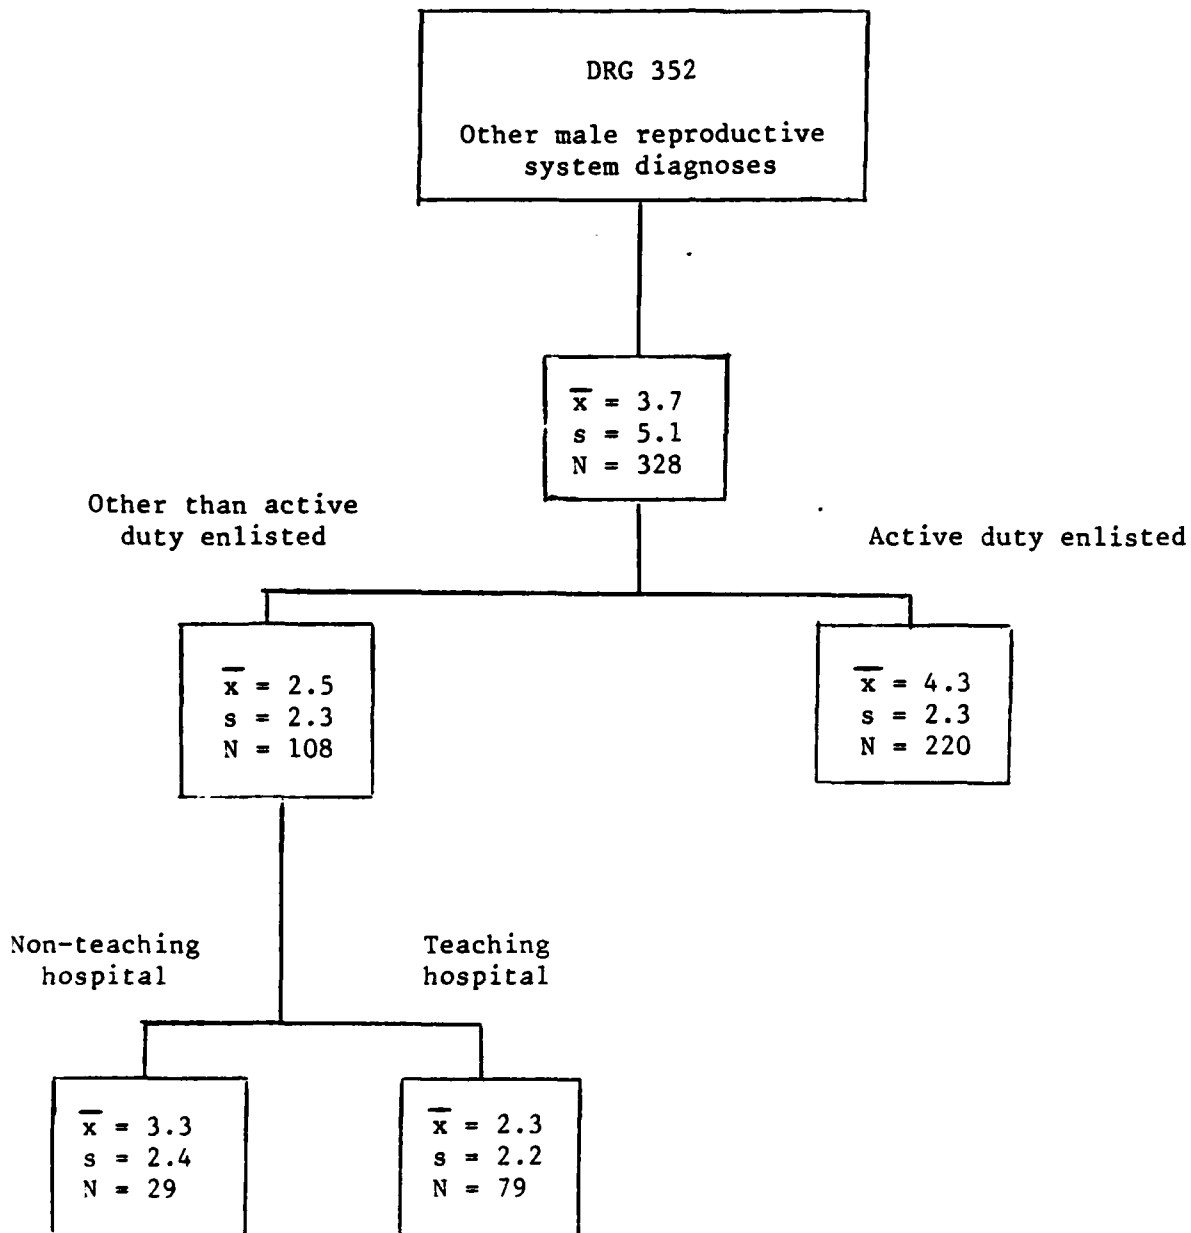 DRG 352
Other male reproductive
system diagnoses
x̄ = 3.7
s = 5.1
N = 328
Other than active
duty enlisted
Active duty enlisted
x̄ = 2.5
s = 2.3
N = 108
x̄ = 4.3
s = 2.3
N = 220
Non-teaching
hospital
Teaching
hospital
x̄ = 3.3
s = 2.4
N = 29
x̄ = 2.3
s = 2.2
N = 79